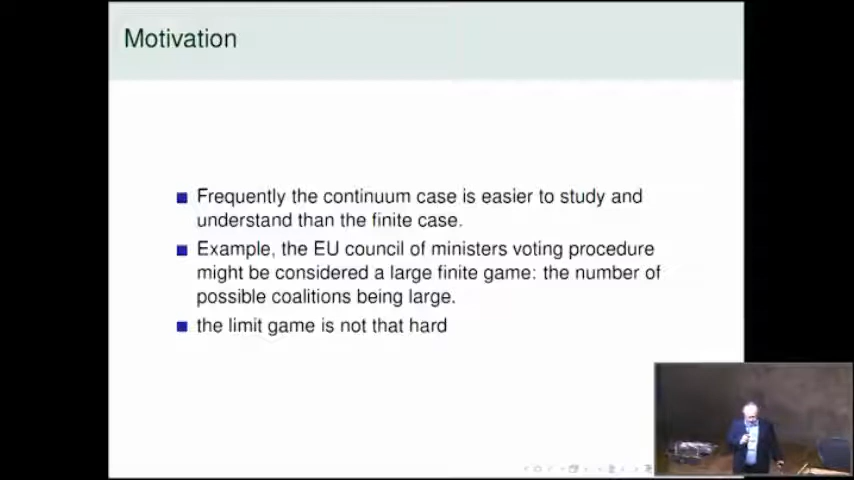 Motivation
Frequently the continuum case is easier to study and
understand than the finite case.
Example, the EU council of ministers voting procedure
might be considered a large finite game: the number of
possible coalitions being large.
the limit game is not that hard